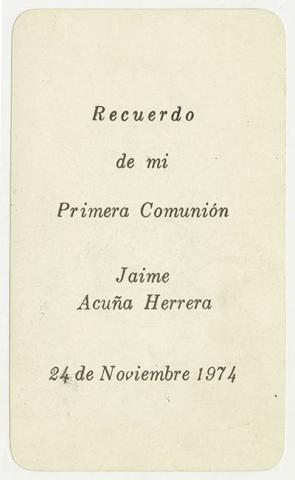 Recuerdo
de mi
Primera Comunión
Jaime
Acuña Herrera
24 de Noviembre 1974